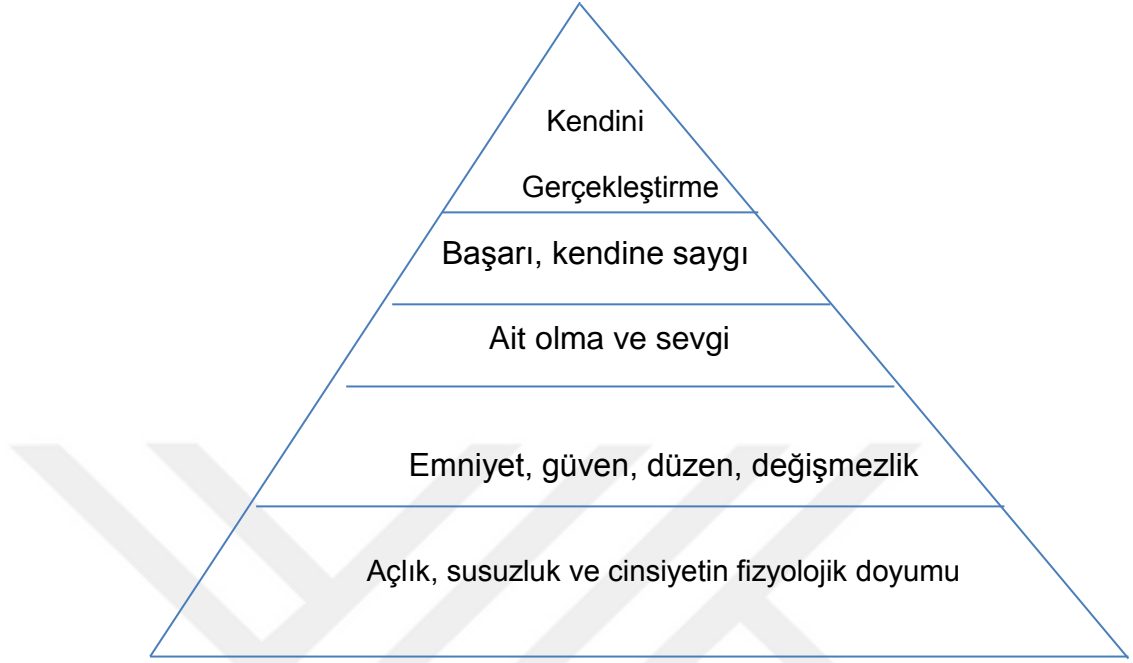 Kendini
Gerçekleştirme
Başarı, kendine saygı
Ait olma ve sevgi
Emniyet, güven, düzen, değişmezlik
Açlık, susuzluk ve cinsiyetin fizyolojik doyumu